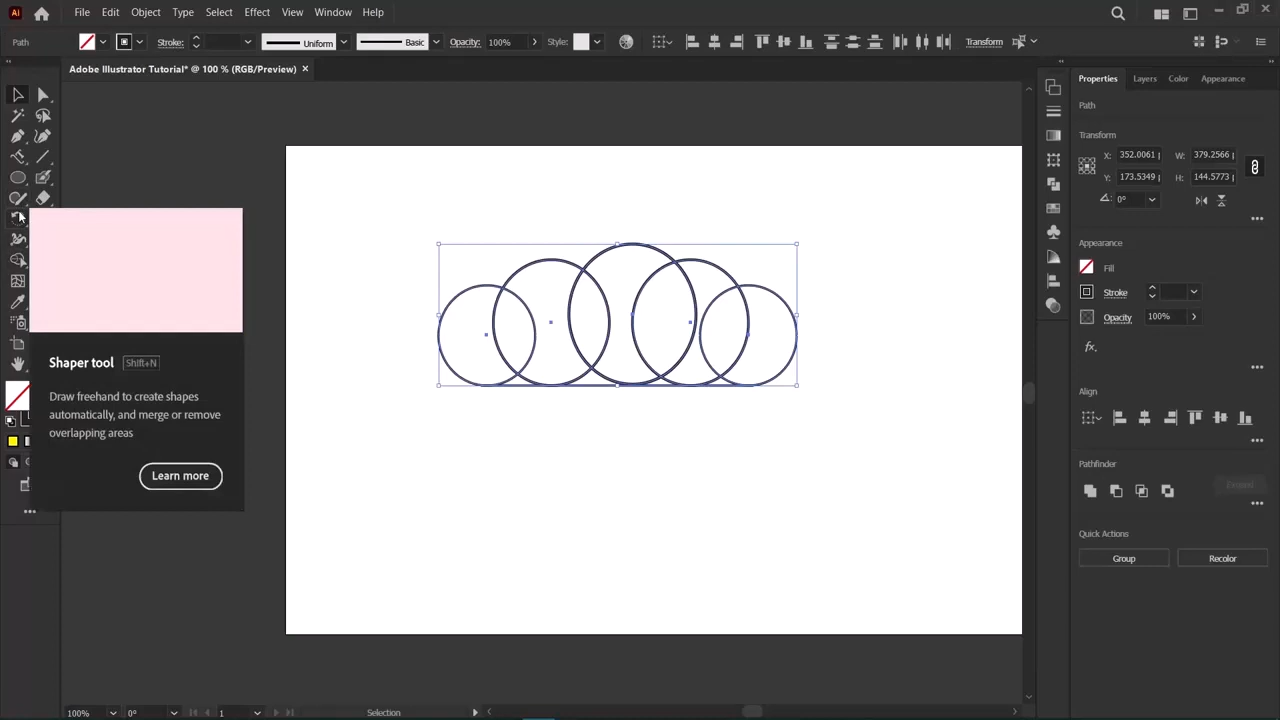 Ai File Edit Object Type Select Effect View Window Help
Path Stroke: Uniform Basic Opacity: 100% Style: Transform
Adobe Illustrator Tutorial* @ 100 % (RGB/Preview) ×
Properties Layers Color Appearance
Path
Transform
X: 352.0061 W: 379.2566
Y: 173.5349 H: 144.5773
0°
Appearance
Fill
Stroke
Opacity 100%
fx.
Align
Pathfinder
Expand
Quick Actions
Group Recolor
Shaper tool Shift+N
Draw freehand to create shapes
automatically, and merge or remove
overlapping areas
Learn more
100% 0° 1 Selection